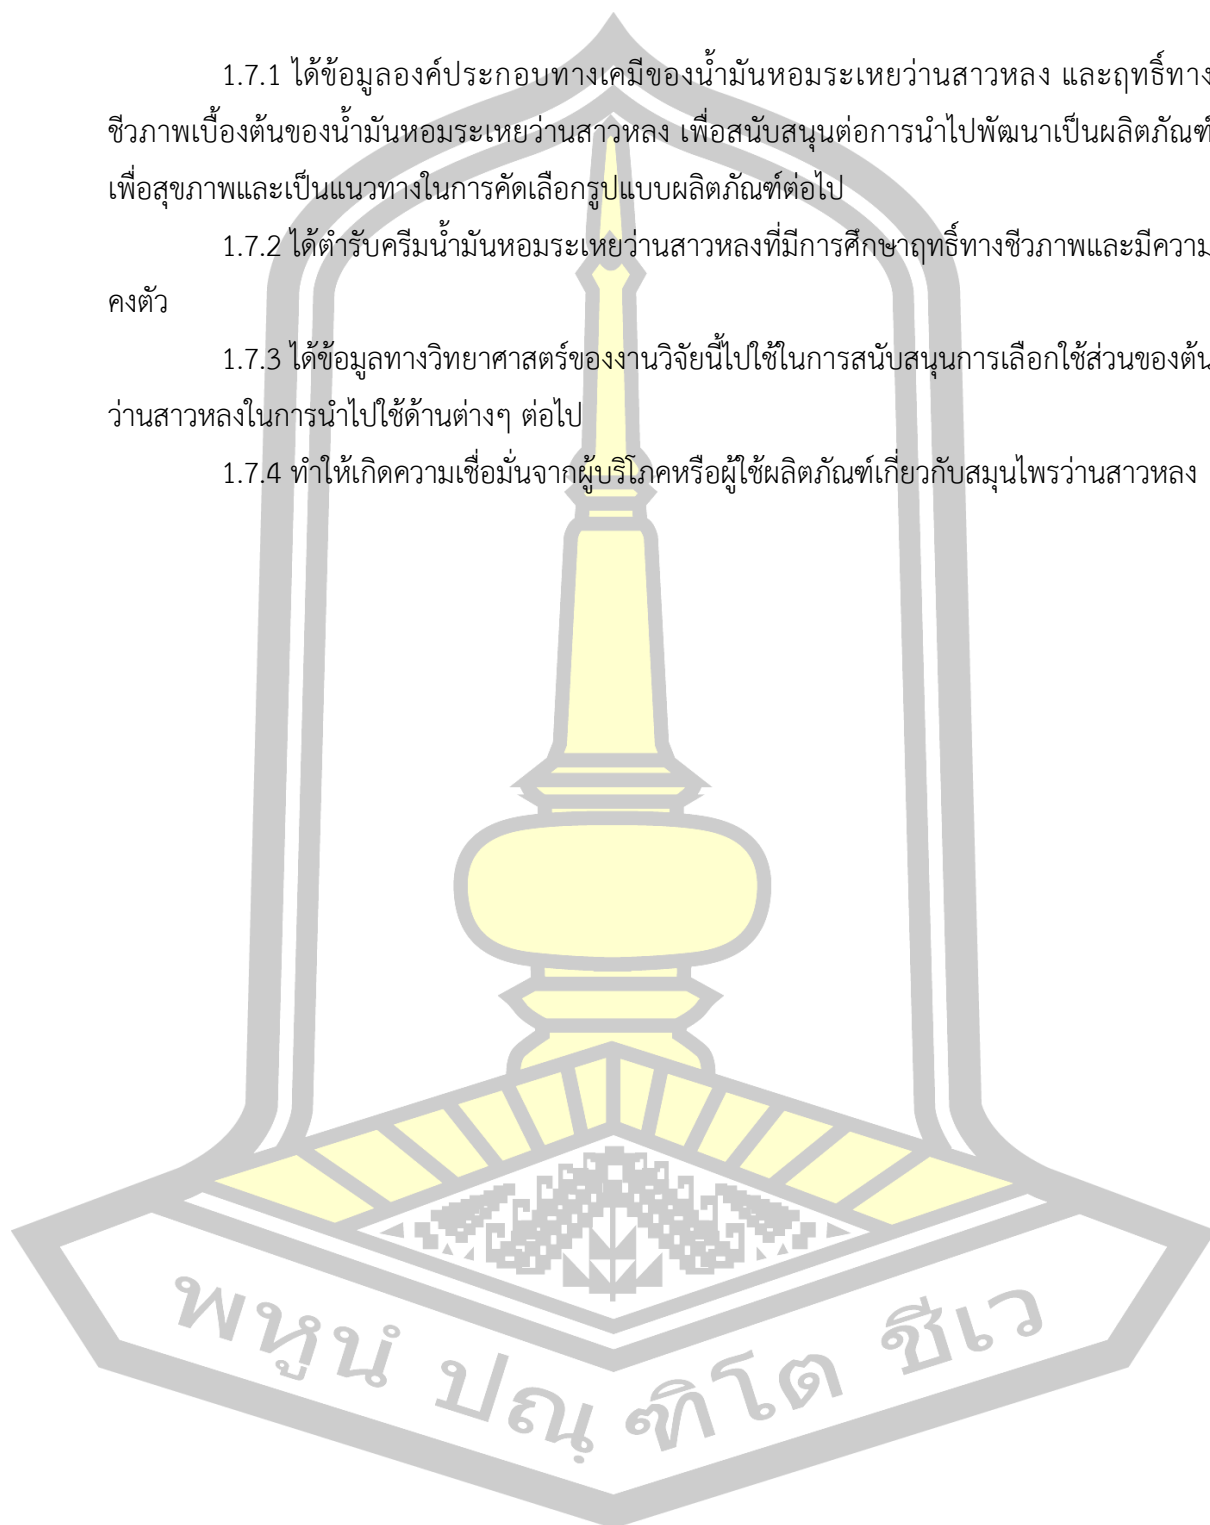 1.7.1 ได้ข้อมูลองค์ประกอบทางเคมีของน้ำมันหอมระเหยว่านสาวหลง และฤทธิ์ทาง
ชีวภาพเบื้องต้นของน้ำมันหอมระเหยว่านสาวหลง เพื่อสนับสนุนต่อการนำไปพัฒนาเป็นผลิตภัณฑ์
เพื่อสุขภาพและเป็นแนวทางในการคัดเลือกรูปแบบผลิตภัณฑ์ต่อไป
1.7.2 ได้ตำรับครีมน้ำมันหอมระเหยว่านสาวหลงที่มีการศึกษาฤทธิ์ทางชีวภาพและมีความ
คงตัว
1.7.3 ได้ข้อมูลทางวิทยาศาสตร์ของงานวิจัยนี้ไปใช้ในการสนับสนุนการเลือกใช้ส่วนของต้น
ว่านสาวหลงในการนำไปใช้ด้านต่างๆ ต่อไป
1.7.4 ทำให้เกิดความเชื่อมั่นจากผู้บริโภคหรือผู้ใช้ผลิตภัณฑ์เกี่ยวกับสมุนไพรว่านสาวหลง
พหูนํ ปณฺ ฑิโต ชีเว